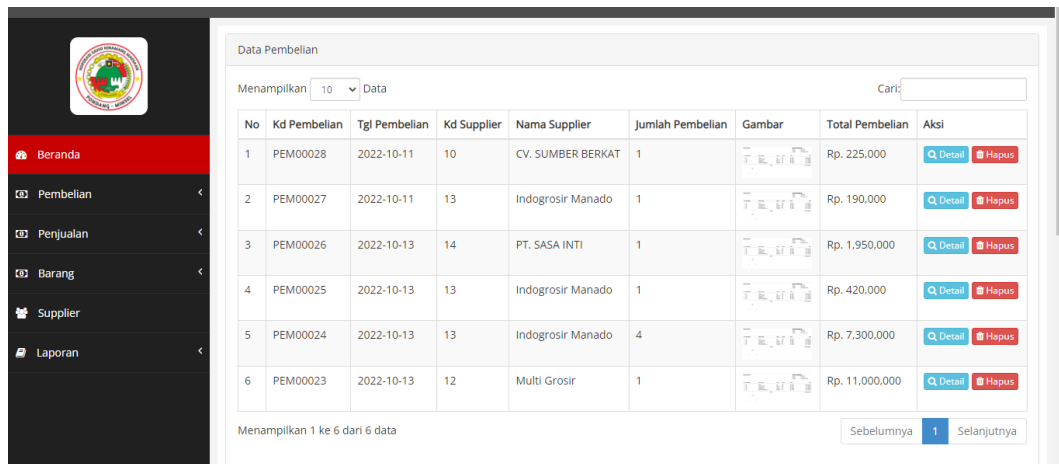 Data Pembelian
Menampilkan 10 Data Cari:
No Kd Pembelian Tgl Pembelian Kd Supplier Nama Supplier Jumlah Pembelian Gambar Total Pembelian Aksi
Beranda
1 PEM00028 2022-10-11 10 CV. SUMBER BERKAT 1 Rp. 225,000 Detail Hapus
Pembelian
2 PEM00027 2022-10-11 13 Indogrosir Manado 1 Rp. 190,000 Detail Hapus
Penjualan
3 PEM00026 2022-10-13 14 PT. SASA INTI 1 Rp. 1,950,000 Detail Hapus
Barang
4 PEM00025 2022-10-13 13 Indogrosir Manado 1 Rp. 420,000 Detail Hapus
Supplier
5 PEM00024 2022-10-13 13 Indogrosir Manado 4 Rp. 7,300,000 Detail Hapus
Laporan
6 PEM00023 2022-10-13 12 Multi Grosir 1 Rp. 11,000,000 Detail Hapus
Menampilkan 1 ke 6 dari 6 data Sebelumnya 1 Selanjutnya